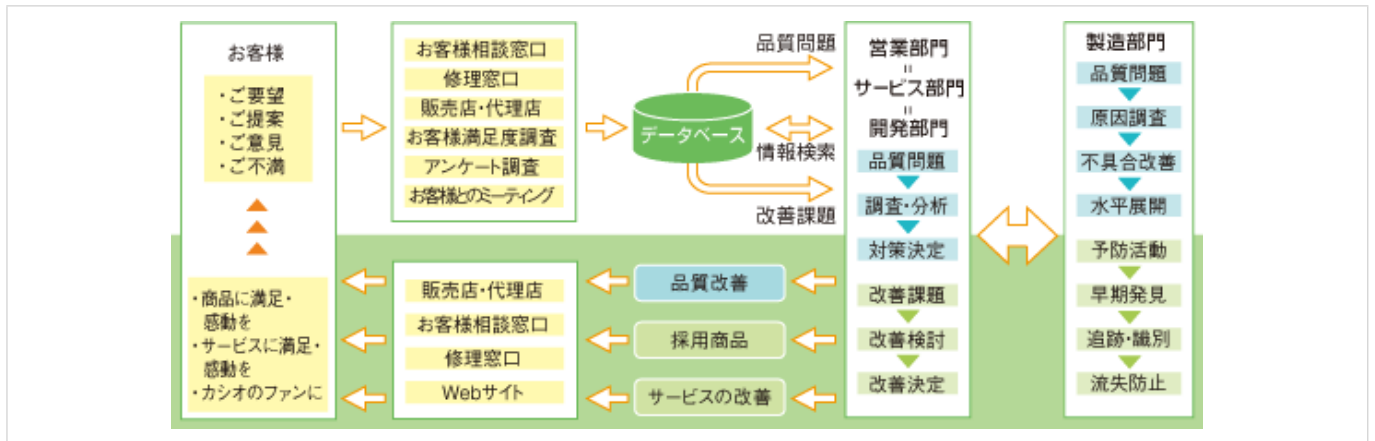 お客様
・ご要望
・ご提案
・ご意見
・ご不満
・商品に満足・
感動を
・サービスに満足・
感動を
・カシオのファンに
お客様相談窓口
修理窓口
販売店・代理店
お客様満足度調査
アンケート調査
お客様とのミーティング
販売店・代理店
お客様相談窓口
修理窓口
Webサイト
データベース
品質問題
情報検索
改善課題
品質改善
採用商品
サービスの改善
営業部門
=
サービス部門
=
開発部門
品質問題
調査・分析
対策決定
改善課題
改善検討
改善決定
製造部門
品質問題
原因調査
不具合改善
水平展開
予防活動
早期発見
追跡・識別
流失防止